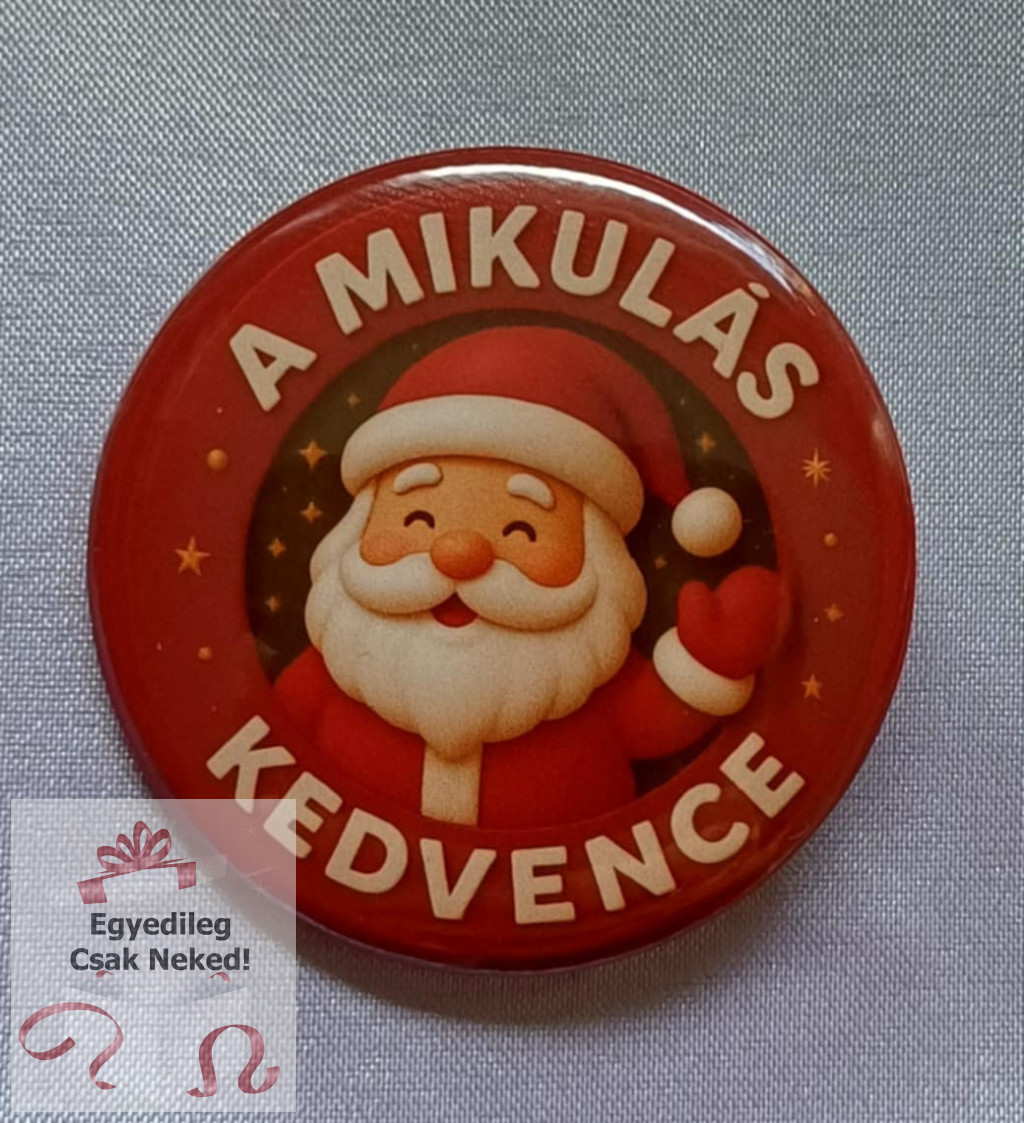 A MIKULÁS
KEDVENCE
Egyedileg
Csak Neked!